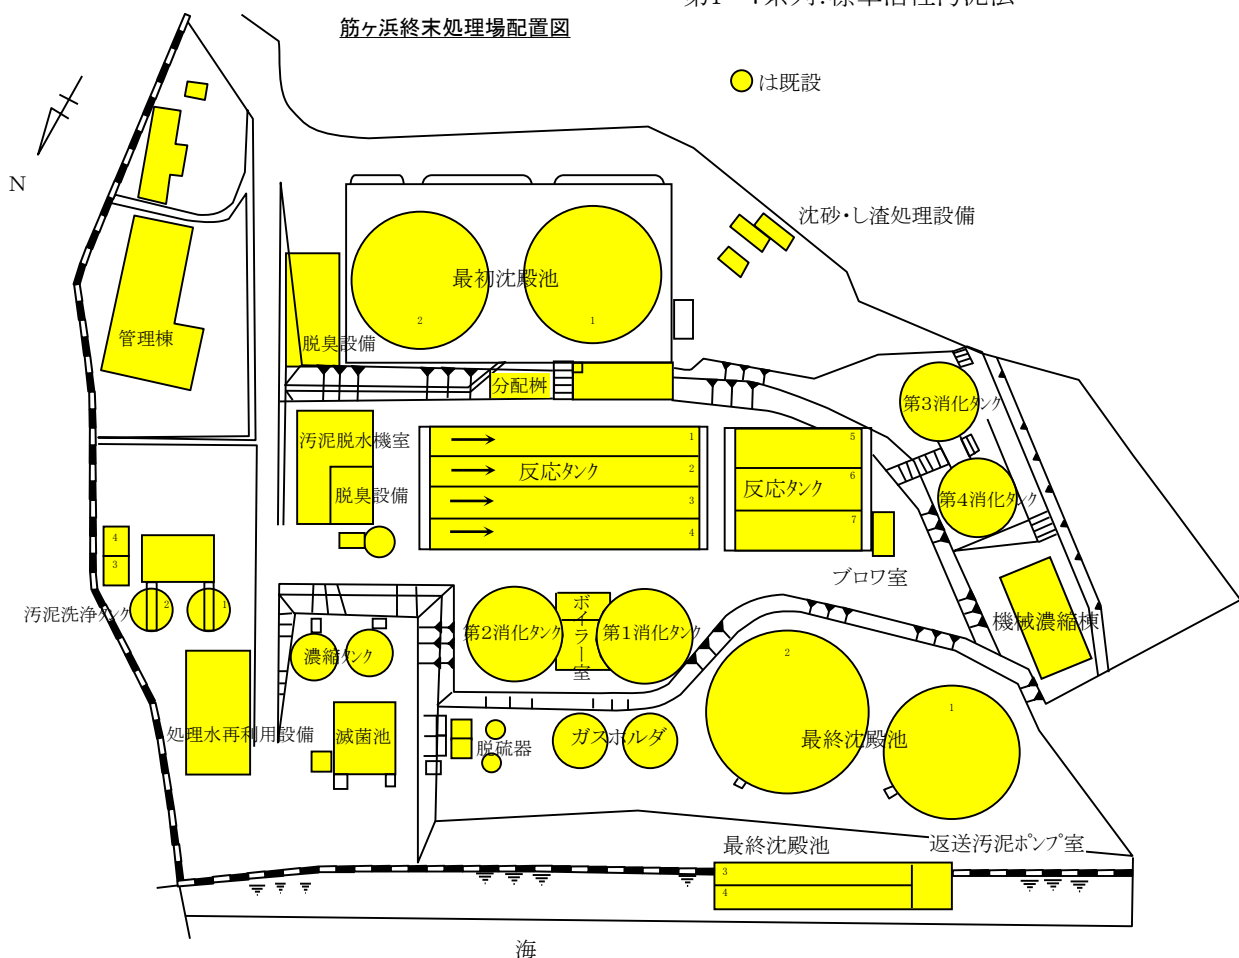 筋ヶ浜終末処理場配置図
は既設
N
沈砂・し渣処理設備
最初沈殿池
2
1
管理棟
脱臭設備
分配桝
第3消化タンク
汚泥脱水機室
1
5
反応タンク
2
6
反応タンク
脱臭設備
3
第4消化タンク
4
7
4
3
ブロワ室
汚泥洗浄タンク
2
1
ボイラー室
第2消化タンク
第1消化タンク
機械濃縮棟
濃縮タンク
2
1
処理水再利用設備
滅菌池
脱硫器
ガスホルダ
最終沈殿池
最終沈殿池
返送汚泥ポンプ室
3
4
海